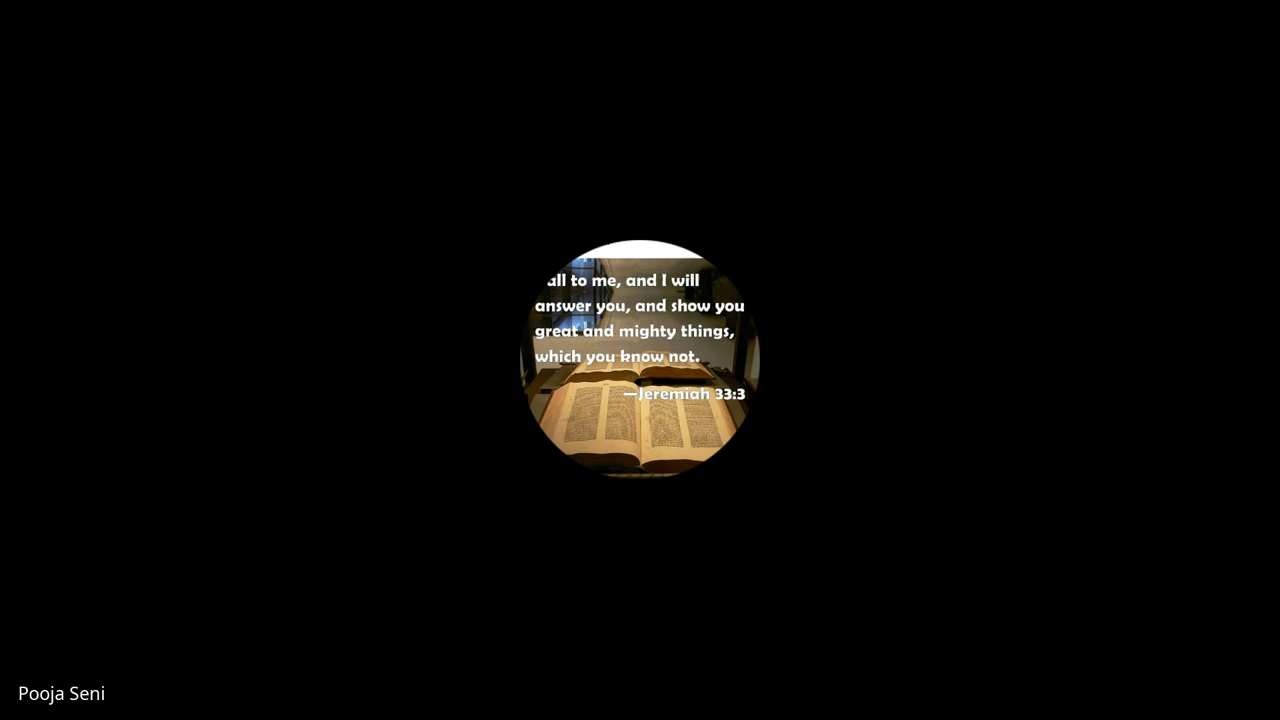 all to me, and I will
answer you, and show you
great and mighty things,
which you know not.
—Jeremiah 33:3
Pooja Seni